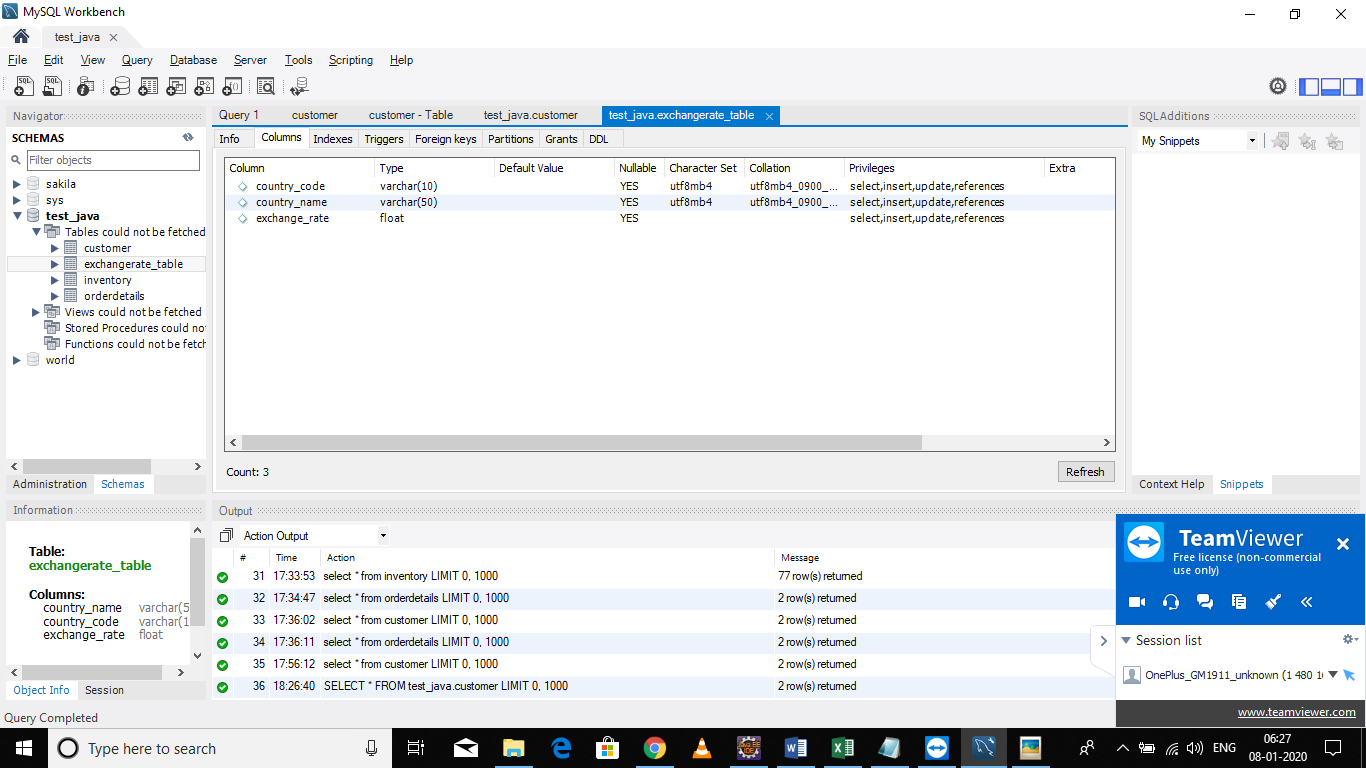 MySQL Workbench
test_java
File Edit View Query Database Server Tools Scripting Help
Navigator
SCHEMAS
Filter objects
sakila
sys
test_java
Tables could not be fetched
customer
exchangerate_table
inventory
orderdetails
Views could not be fetched
Stored Procedures could not
Functions could not be fetch
world
Administration Schemas
Query 1 customer customer - Table test_java.customer test_java.exchangerate_table
Info Columns Indexes Triggers Foreign keys Partitions Grants DDL
Column Type Default Value Nullable Character Set Collation Privileges Extra
country_code varchar(10) YES utf8mb4 utf8mb4_0900_... select,insert,update,references
country_name varchar(50) YES utf8mb4 utf8mb4_0900_... select,insert,update,references
exchange_rate float YES select,insert,update,references
Count: 3
Refresh
SQLAdditions
My Snippets
Context Help Snippets
Information
Table:
exchangerate_table
Columns:
country_name varchar(5
country_code varchar(1
exchange_rate float
Object Info Session
Output
Action Output
# Time Action Message
31 17:33:53 select * from inventory LIMIT 0, 1000 77 row(s) returned
32 17:34:47 select * from orderdetails LIMIT 0, 1000 2 row(s) returned
33 17:36:02 select * from customer LIMIT 0, 1000 2 row(s) returned
34 17:36:11 select * from orderdetails LIMIT 0, 1000 2 row(s) returned
35 17:56:12 select * from customer LIMIT 0, 1000 2 row(s) returned
36 18:26:40 SELECT * FROM test_java.customer LIMIT 0, 1000 2 row(s) returned
TeamViewer
Free license (non-commercial
use only)
Session list
OnePlus_GM1911_unknown (1 480 1
www.teamviewer.com
Query Completed
Type here to search
ENG
06:27
08-01-2020